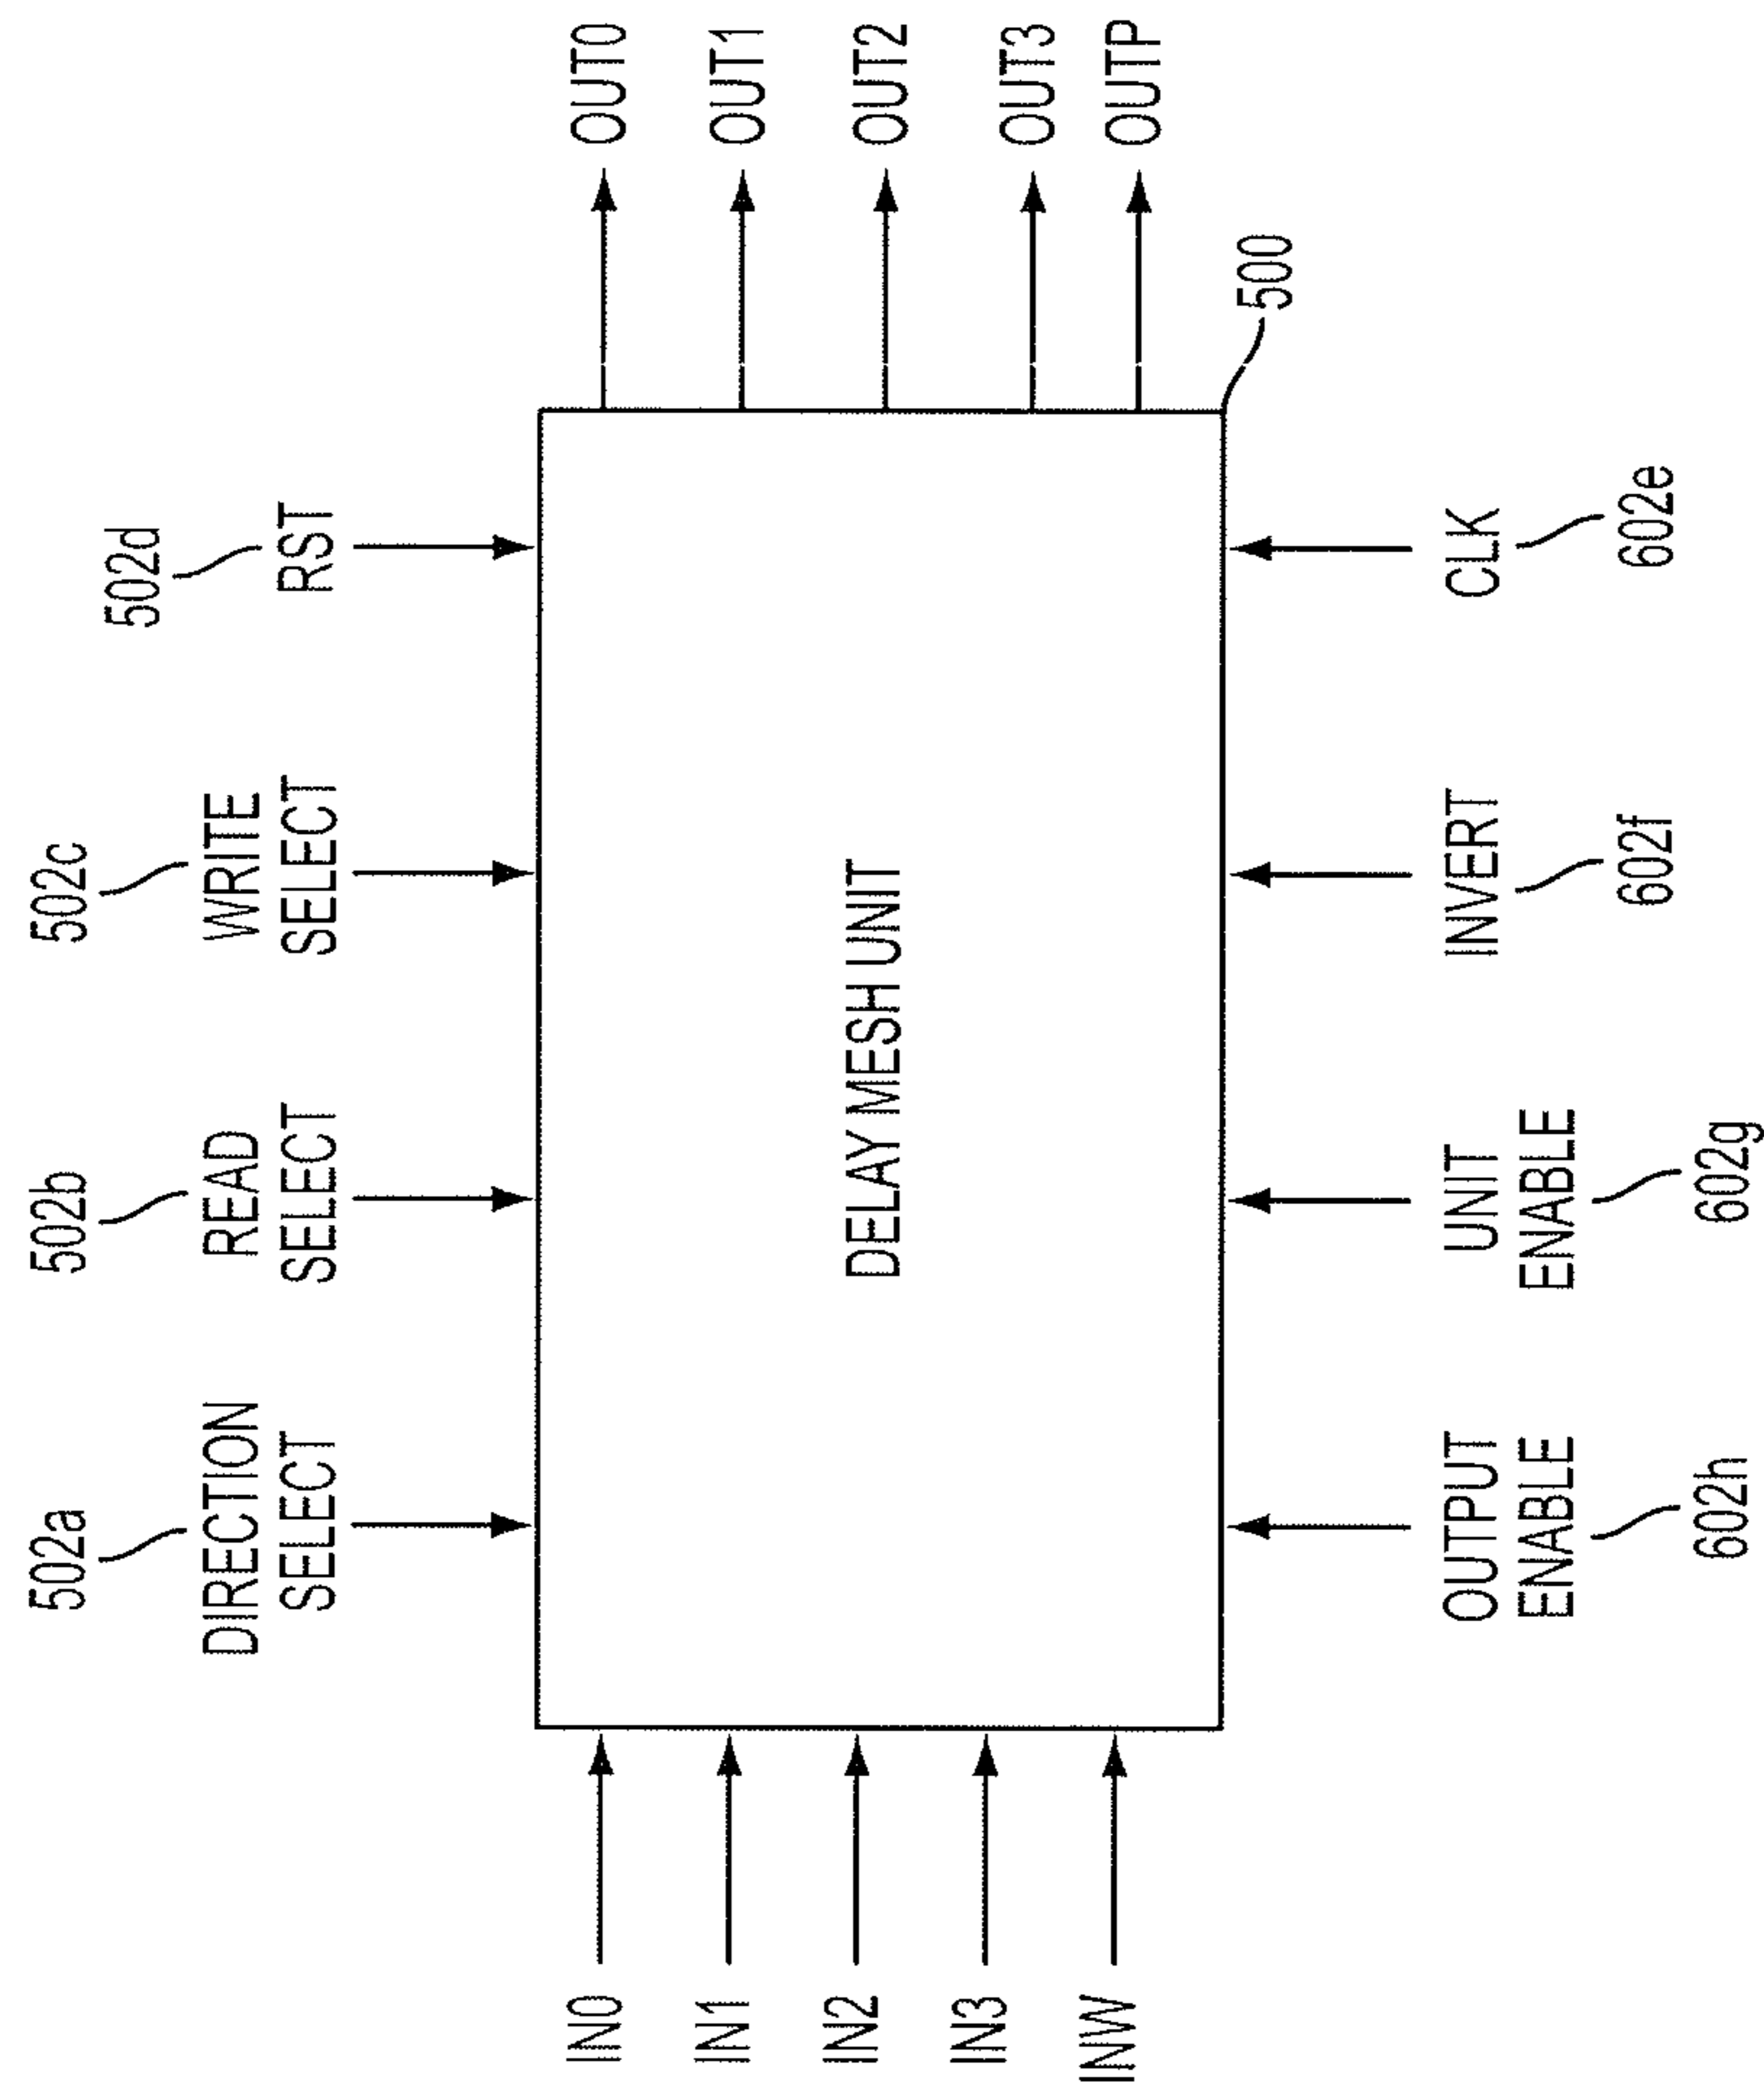 502a
502b
502c
502d
DIRECTION
SELECT
READ
SELECT
WRITE
SELECT
RST
IN0
IN1
IN2
IN3
INW
DELAY MESH UNIT
OUT0
OUT1
OUT2
OUT3
OUTP
500
OUTPUT
ENABLE
UNIT
ENABLE
INVERT
CLK
602h
602g
602f
602e